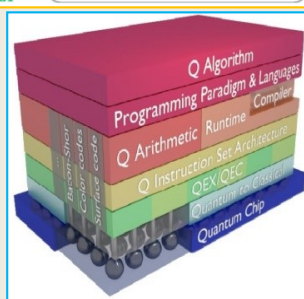 Q Algorithm
Programming Paradigm & Languages
Q Arithmetic
Runtime
Compiler
Q Instruction Set Architecture
QEX/QEC
Quantum to Classical
Quantum Chip
Bacon-Shor
Color codes
Surface code